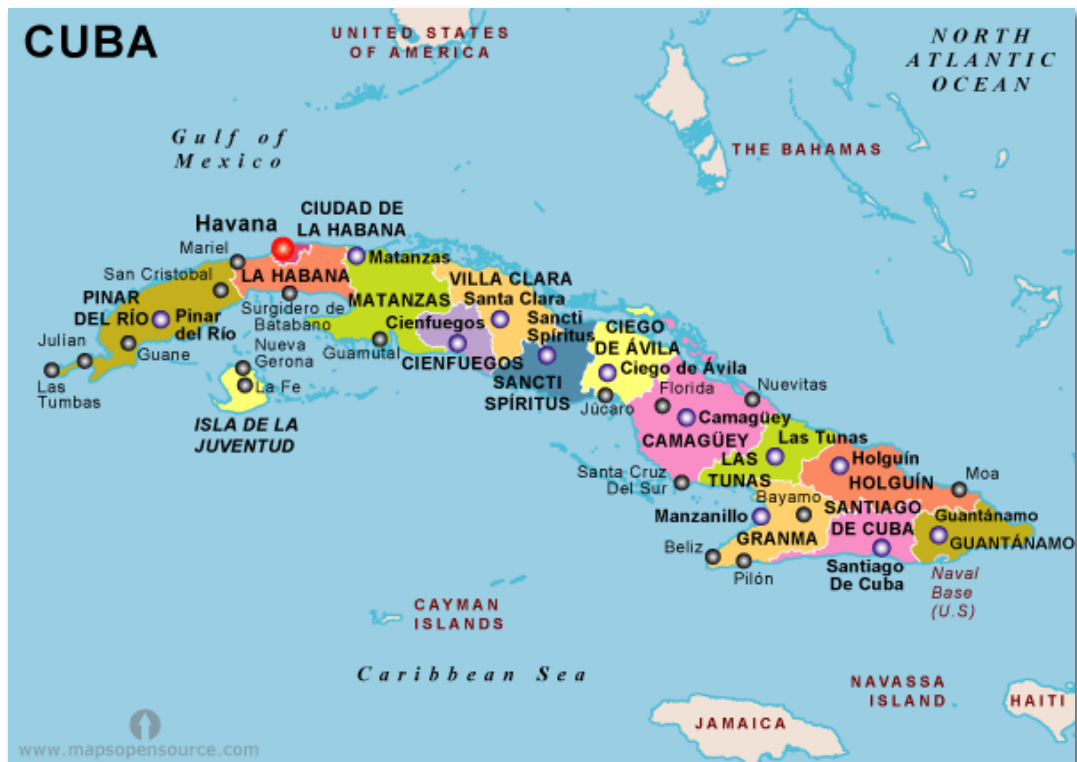 CUBA
UNITED STATES
OF AMERICA
NORTH
ATLANTIC
OCEAN
Gulf of
Mexico
THE BAHAMAS
CIUDAD DE
LA HABANA
Havana
Mariel
Matanzas
San Cristobal
LA HABANA
VILLA CLARA
PINAR
DEL RÍO
Pinar
del Río
Surgidero de
Batabano
MATANZAS
Santa Clara
Cienfuegos
Sancti
Spíritus
CIEGO
DE ÁVILA
Julian
Guane
Nueva
Gerona
Guamutal
CIENFUEGOS
Ciego de Ávila
Las
Tumbas
La Fe
SANCTI
SPÍRITUS
Florida
Nuevitas
Júcaro
ISLA DE LA
JUVENTUD
Camagüey
CAMAGÜEY
Las Tunas
LAS
TUNAS
Holguín
HOLGUÍN
Moa
Santa Cruz
Del Sur
Bayamo
Manzanillo
SANTIAGO
DE CUBA
Guantánamo
GUANTÁNAMO
GRANMA
Beliz
Pilón
Santiago
De Cuba
Naval
Base
(U.S)
CAYMAN
ISLANDS
Caribbean Sea
NAVASSA
ISLAND
HAITI
JAMAICA
www.mapsopensource.com